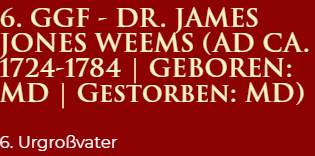 6. GGF - DR. JAMES
JONES WEEMS (AD CA.
1724-1784 | GEBOREN:
MD | GESTORBEN: MD)
6. Urgroßvater